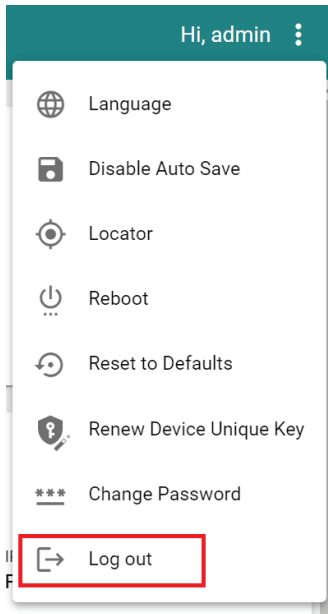 Hi, admin
Language
Disable Auto Save
Locator
Reboot
Reset to Defaults
Renew Device Unique Key
Change Password
Log out